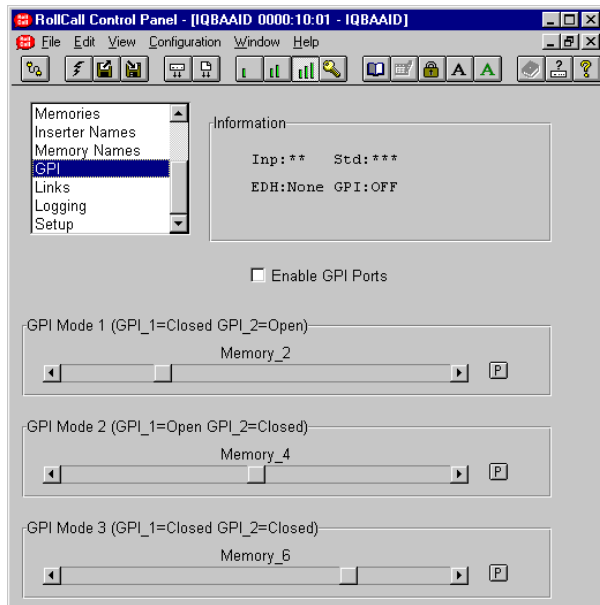 RollCall Control Panel - [IQBAAID 0000:10:01 - IQBAAID]
File Edit View Configuration Window Help
A A
Memories
Inserter Names
Memory Names
GPI
Links
Logging
Setup
Information
Inp:** Std:***
EDH:None GPI:OFF
Enable GPI Ports
GPI Mode 1 (GPI_1=Closed GPI_2=Open)
Memory_2
P
GPI Mode 2 (GPI_1=Open GPI_2=Closed)
Memory_4
P
GPI Mode 3 (GPI_1=Closed GPI_2=Closed)
Memory_6
P